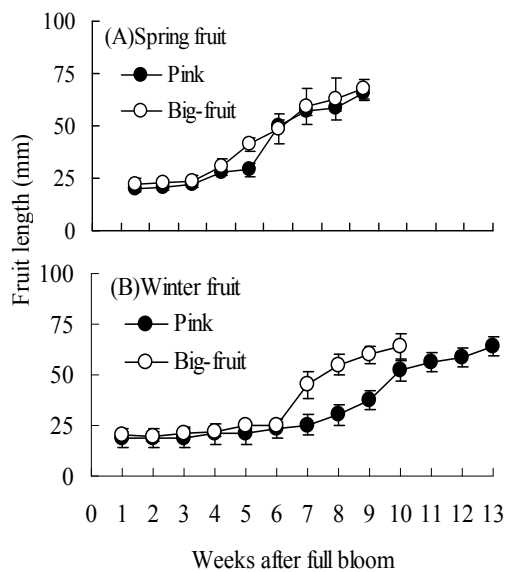 (A)Spring fruit
Pink
Big-fruit
100
75
50
25
0
Fruit length (mm)
(B)Winter fruit
Pink
Big-fruit
100
75
50
25
0
0 1 2 3 4 5 6 7 8 9 10 11 12 13
Weeks after full bloom